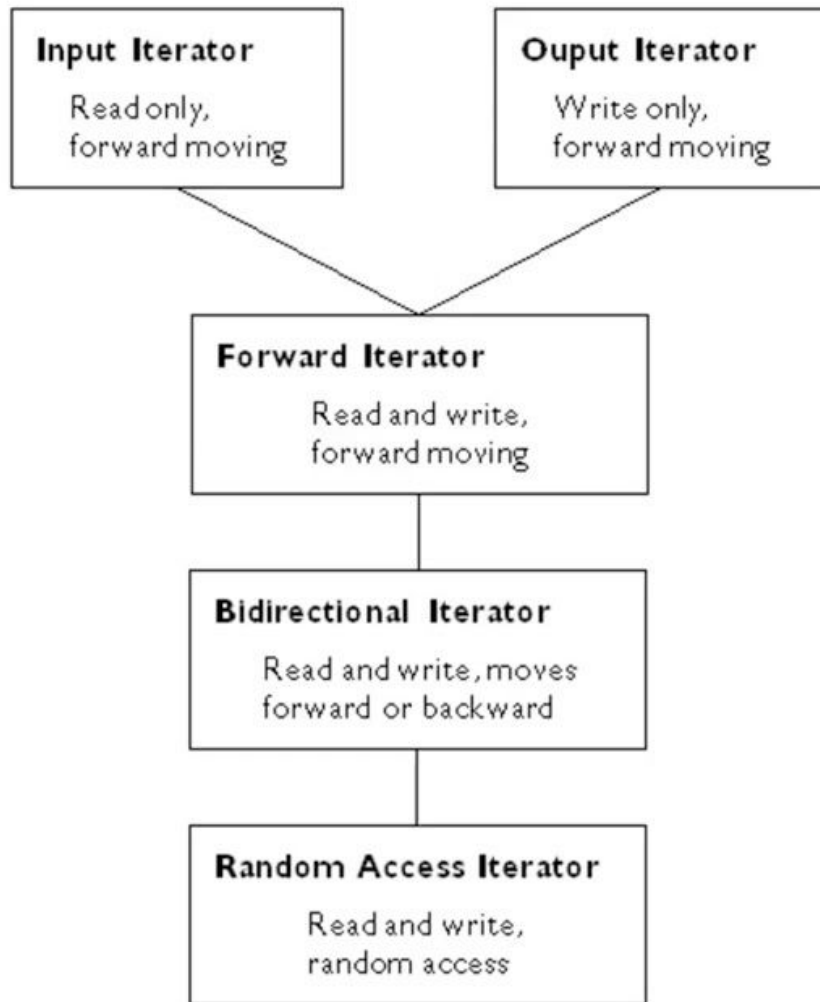 Input Iterator
Read only,
forward moving
Ouput Iterator
Write only,
forward moving
Forward Iterator
Read and write,
forward moving
Bidirectional Iterator
Read and write, moves
forward or backward
Random Access Iterator
Read and write,
random access